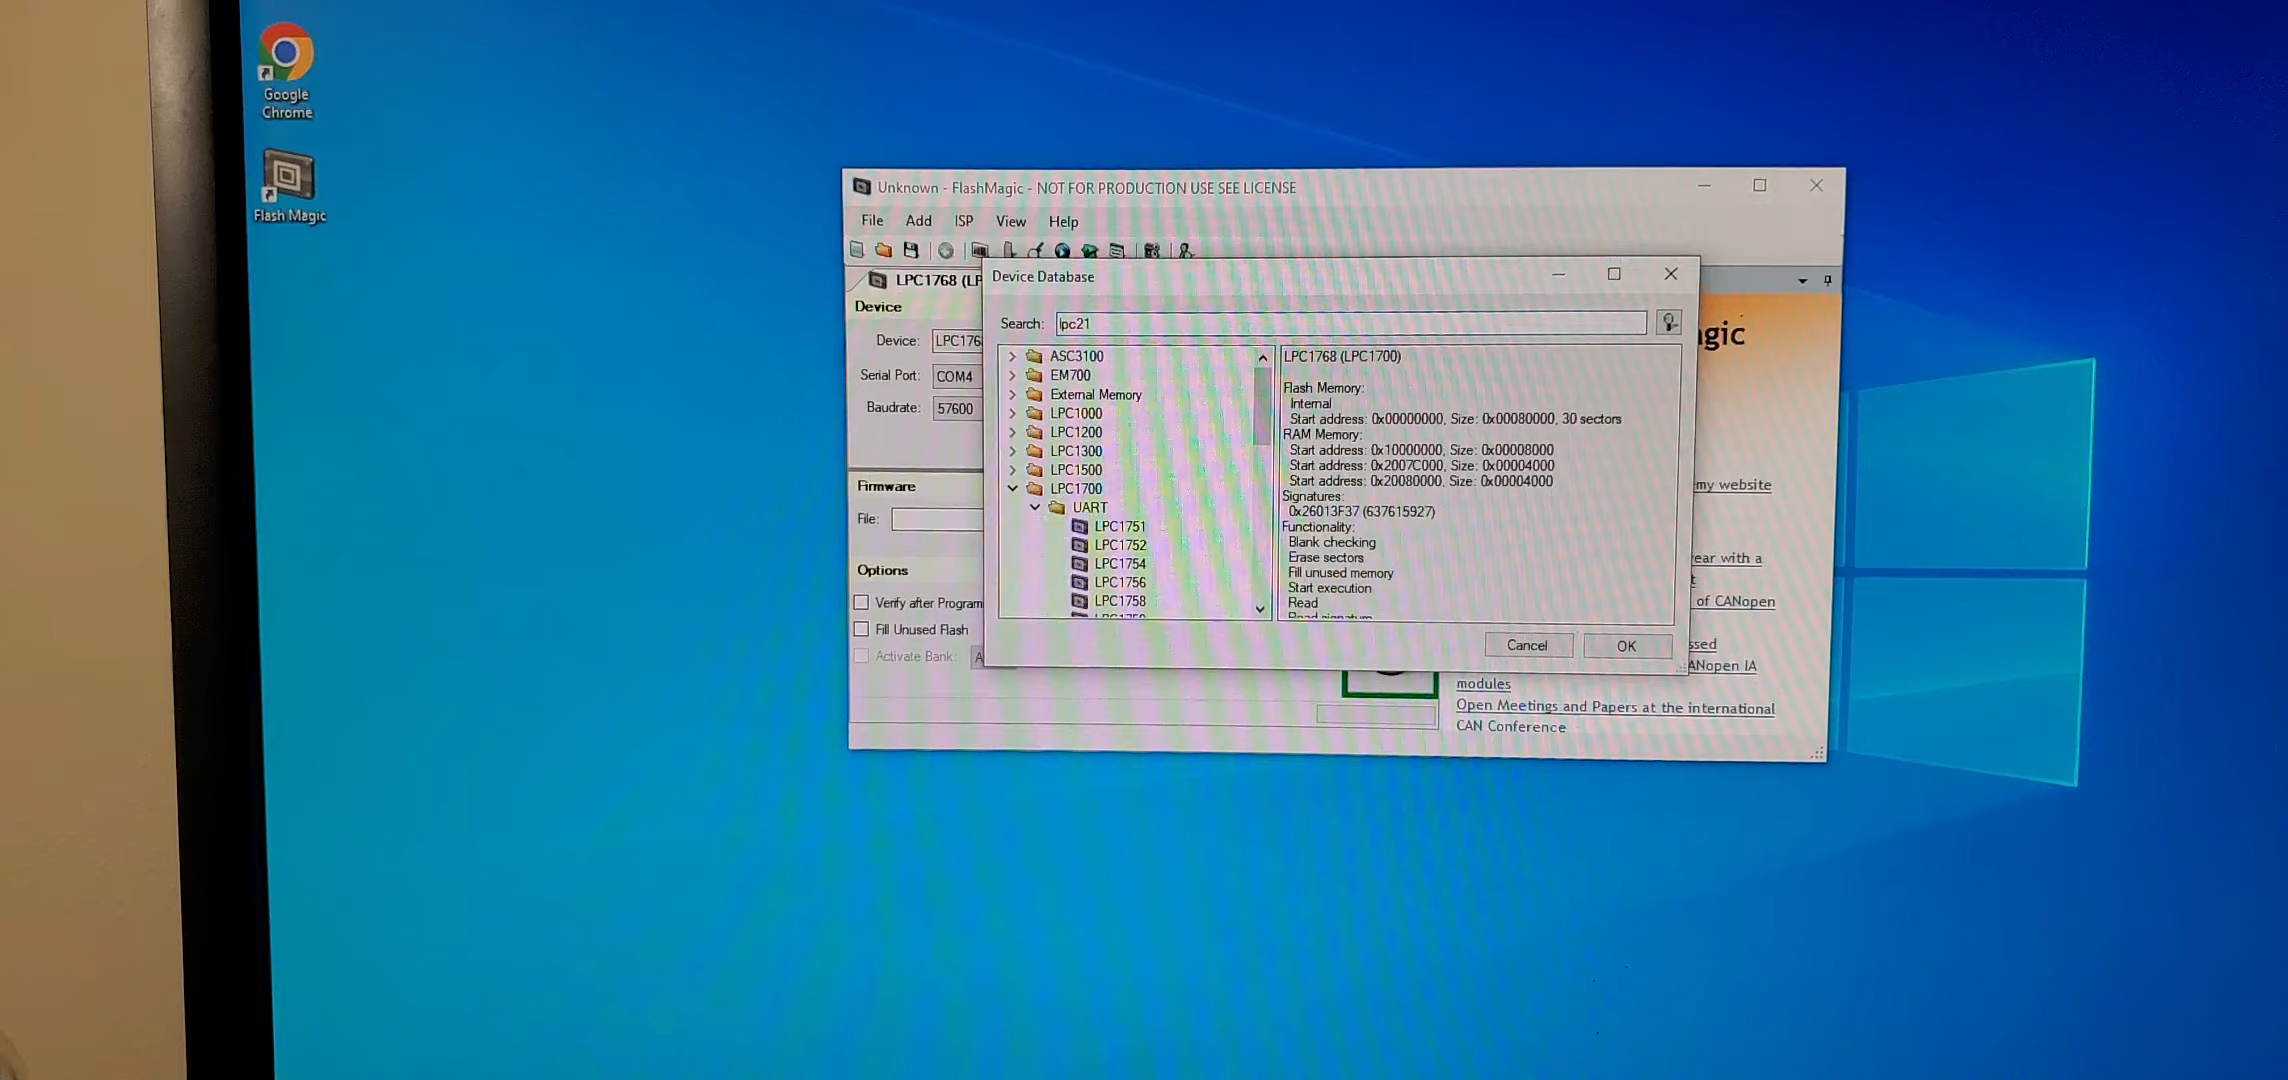 Google
Chrome
Flash Magic
Unknown - FlashMagic - NOT FOR PRODUCTION USE SEE LICENSE
File Add ISP View Help
LPC1768 (LP
Device
Device: LPC176
Serial Port: COM4
Baudrate: 57600
Firmware
File:
Options
Verify after Program
Fill Unused Flash
Activate Bank: A
Device Database
Search: lpc21
ASC3100
EM700
External Memory
LPC1000
LPC1200
LPC1300
LPC1500
LPC1700
UART
LPC1751
LPC1752
LPC1754
LPC1756
LPC1758
LPC1768 (LPC1700)
Flash Memory:
Internal
Start address: 0x00000000, Size: 0x00080000, 30 sectors
RAM Memory:
Start address: 0x10000000, Size: 0x00008000
Start address: 0x2007C000, Size: 0x00004000
Start address: 0x20080000, Size: 0x00004000
Signatures:
0x26013F37 (637615927)
Functionality:
Blank checking
Erase sectors
Fill unused memory
Start execution
Read
Read signature
Cancel OK
gic
my website
ear with a
t
of CANopen
ssed
ANopen IA
modules
Open Meetings and Papers at the international
CAN Conference